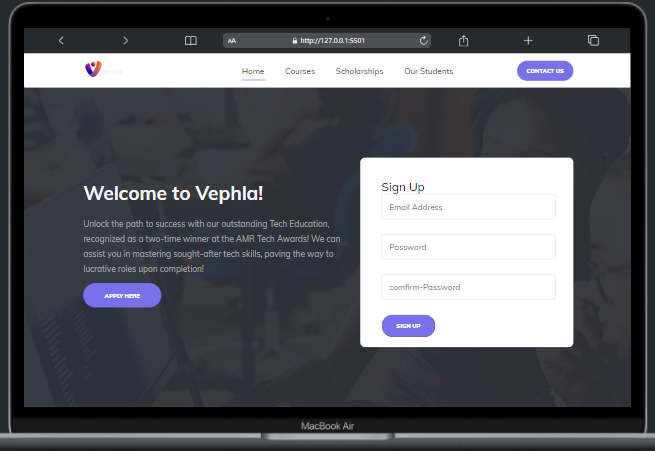 AA
http://127.0.0.1:5501
Home Courses Scholarships Our Students
CONTACT US
Welcome to Vephla!
Unlock the path to success with our outstanding Tech Education,
recognized as a two-time winner at the AMR Tech Awards! We can
assist you in mastering sought-after tech skills, paving the way to
lucrative roles upon completion!
APPLY HERE
Sign Up
Email Address
Password
comfirm-Password
SIGN UP
MacBook Air